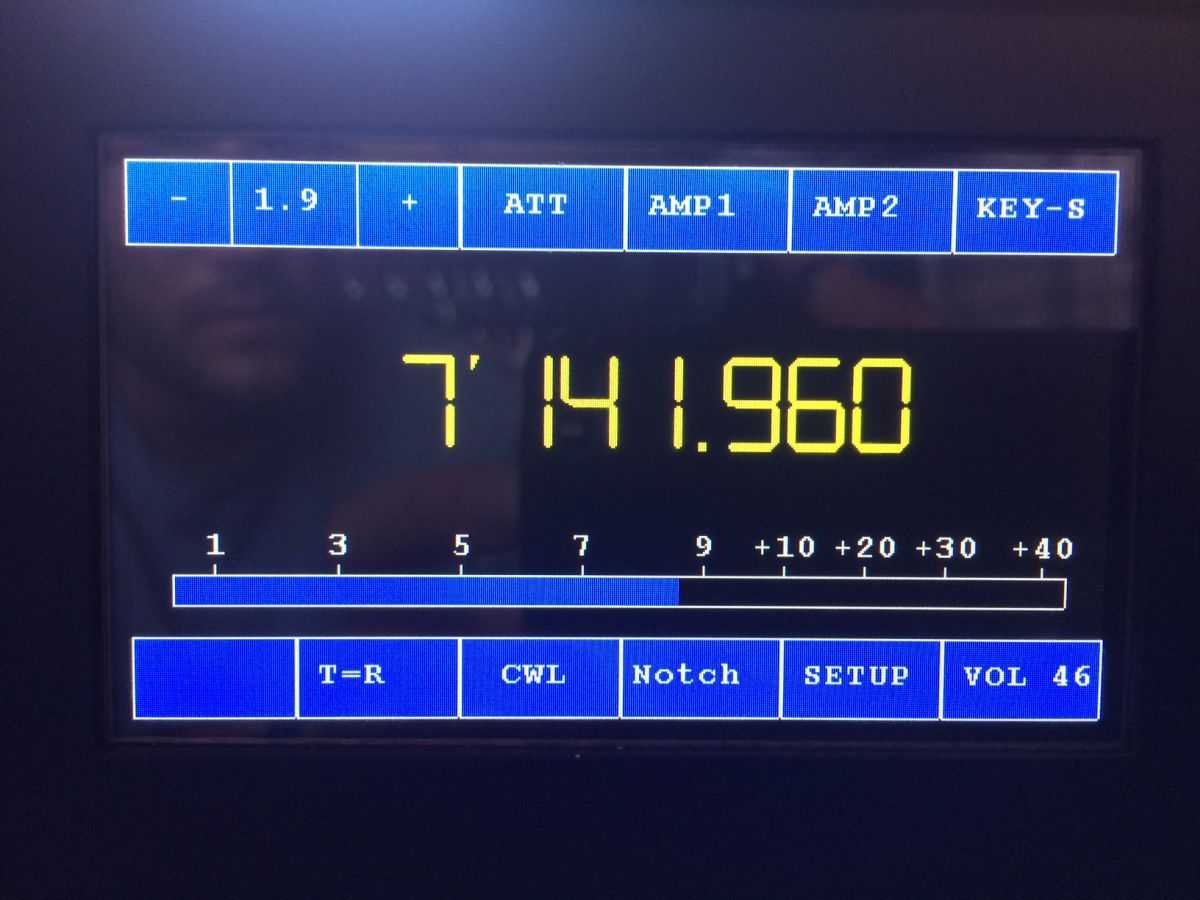 - 1.9 + ATT AMP1 AMP2 KEY-S
7'141.960
1 3 5 7 9 +10 +20 +30 +40
T=R CWL Notch SETUP VOL 46